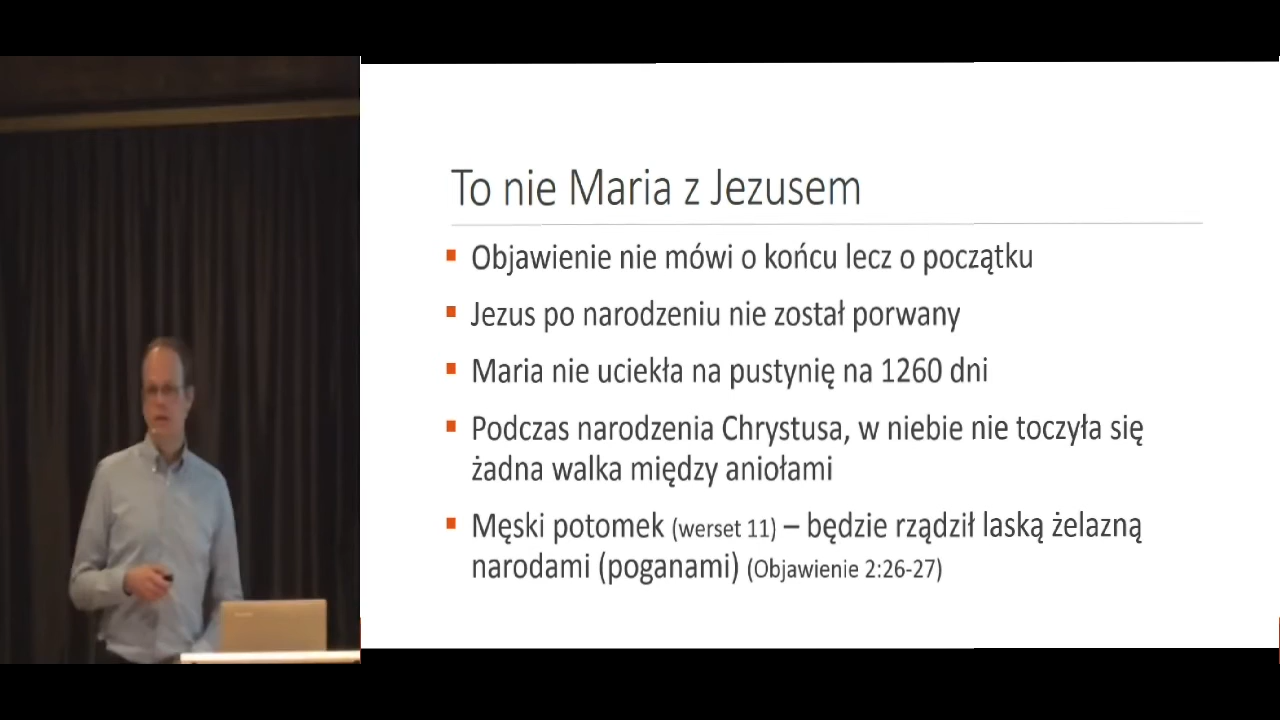 To nie Maria z Jezusem
Objawienie nie mówi o końcu lecz o początku
Jezus po narodzeniu nie został porwany
Maria nie uciekła na pustynię na 1260 dni
Podczas narodzenia Chrystusa, w niebie nie toczyła się
żadna walka między aniołami
Męski potomek (werset 11) – będzie rządził laską żelazną
narodami (poganami) (Objawienie 2:26-27)